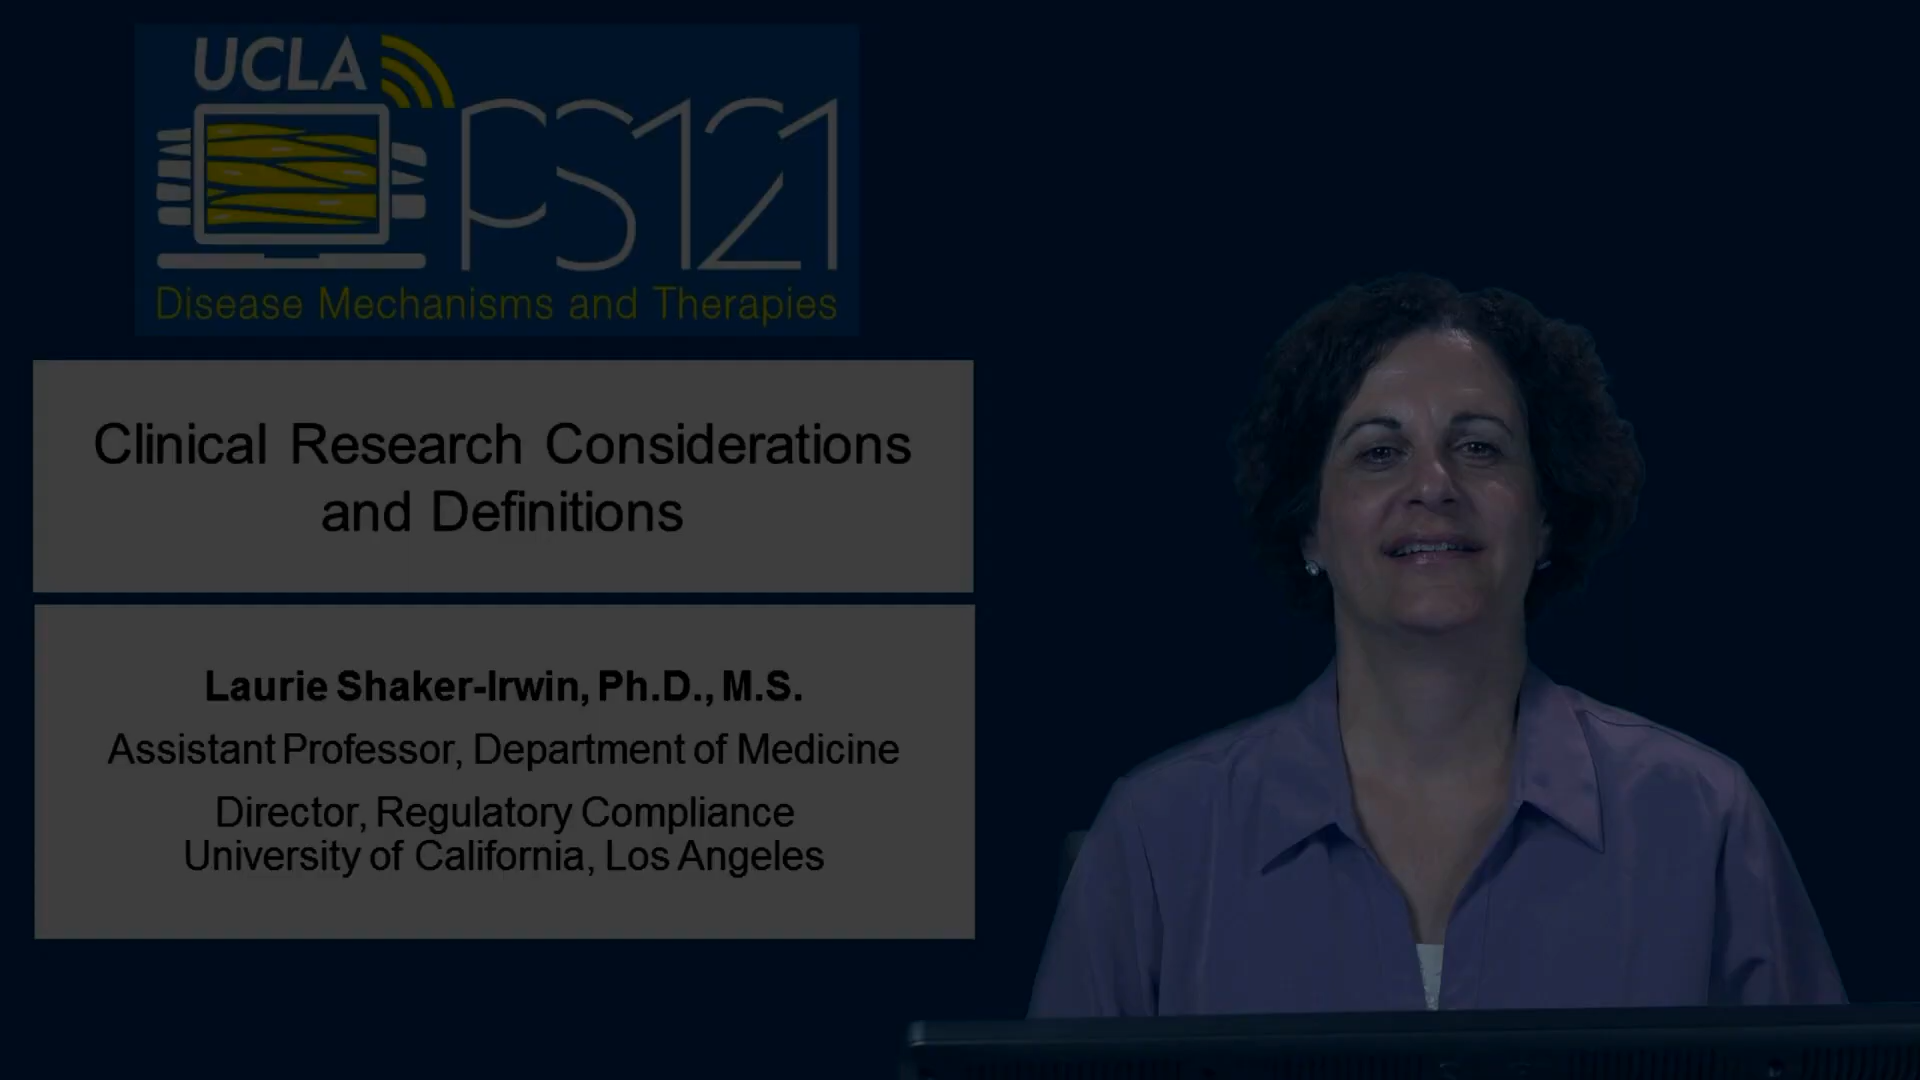 UCLA
PS121
Disease Mechanisms and Therapies
Clinical Research Considerations
and Definitions
Laurie Shaker-Irwin, Ph.D., M.S.
Assistant Professor, Department of Medicine
Director, Regulatory Compliance
University of California, Los Angeles